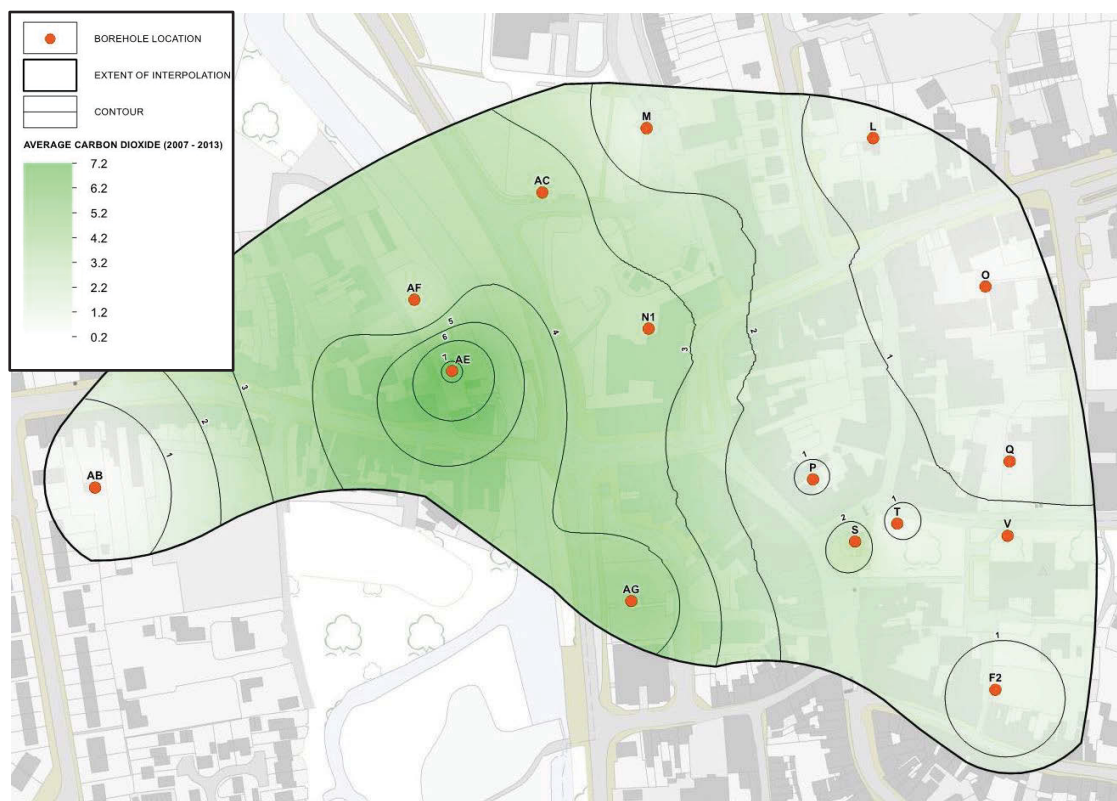 BOREHOLE LOCATION
EXTENT OF INTERPOLATION
CONTOUR
AVERAGE CARBON DIOXIDE (2007 - 2013)
7.2
6.2
5.2
4.2
3.2
2.2
1.2
0.2
M
L
AC
O
AF
N1
5
4
6
7
AE
3
2
1
3
2
1
AB
Q
1
P
1
T
2
S
V
AG
1
F2